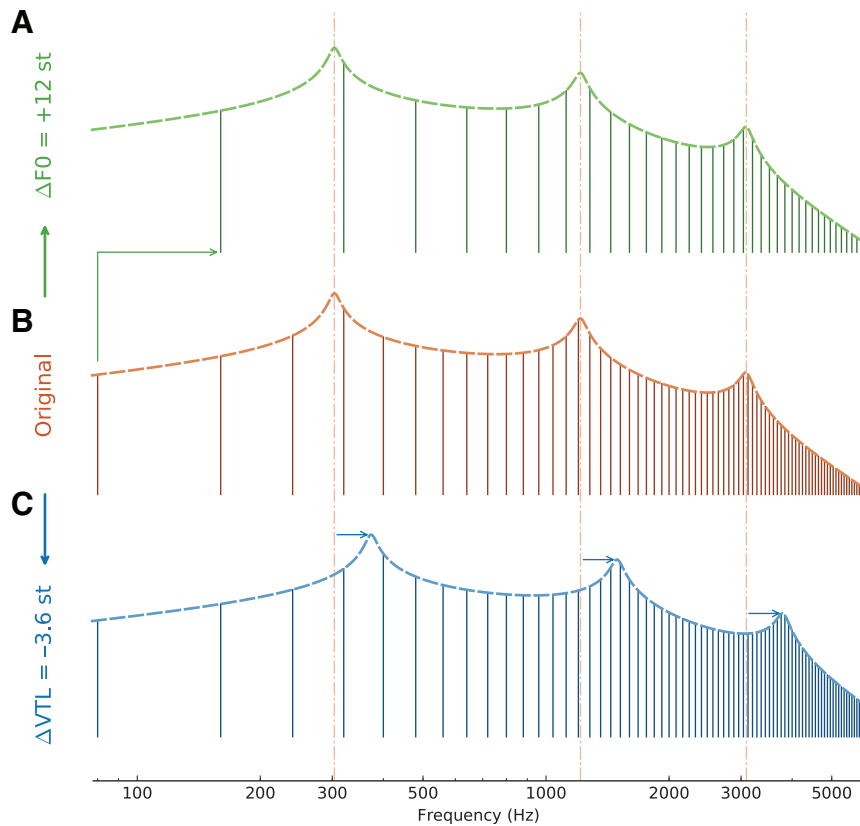 A
ΔF0 = +12 st
B
Original
C
ΔVTL = −3.6 st
100 200 300 500 1000 2000 3000 5000
Frequency (Hz)